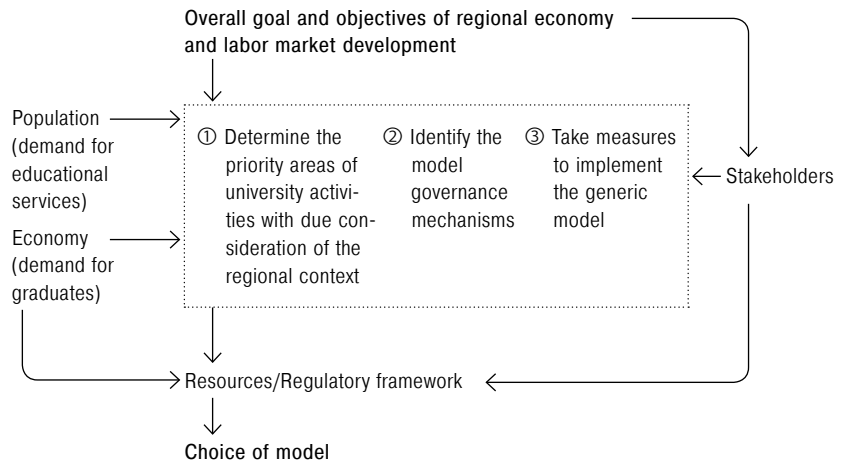 Overall goal and objectives of regional economy
and labor market development
Population
(demand for
educational
services)
Economy
(demand for
graduates)
① Determine the
priority areas of
university activi-
ties with due con-
sideration of the
regional context
② Identify the
model
governance
mechanisms
③ Take measures
to implement
the generic
model
Stakeholders
Resources/Regulatory framework
Choice of model